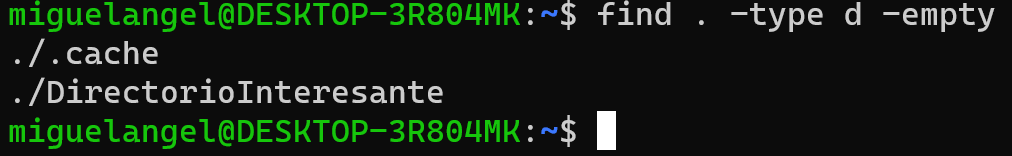 miguelangel@DESKTOP-3R804MK:~$ find . -type d -empty
./.cache
./DirectorioInteresante
miguelangel@DESKTOP-3R804MK:~$